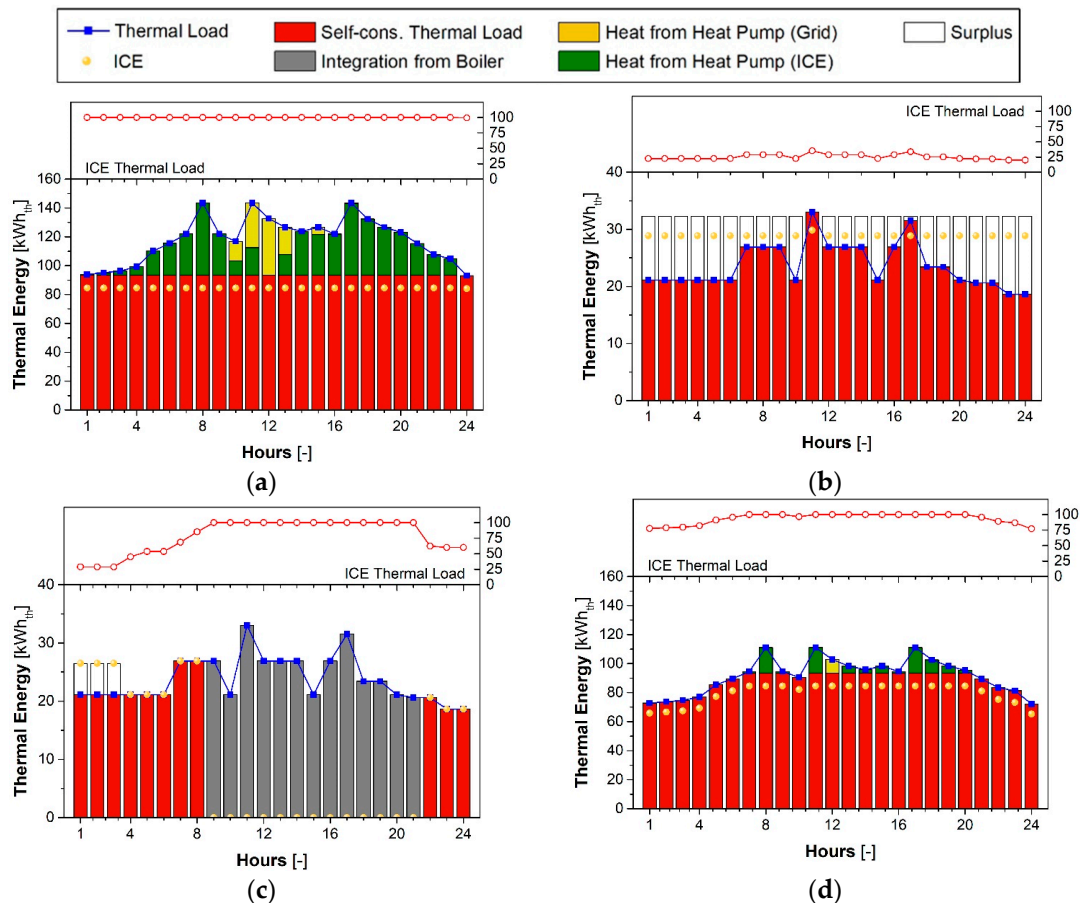 Thermal Load Self-cons. Thermal Load Heat from Heat Pump (Grid) Surplus
ICE Integration from Boiler Heat from Heat Pump (ICE)
100
75
50
25
0
ICE Thermal Load
160
140
120
100
80
60
40
20
0
Thermal Energy [kWhth]
1 4 8 12 16 20 24
Hours [-]
(a)
ICE Thermal Load
100
75
50
25
0
40
30
20
10
0
Thermal Energy [kWhth]
1 4 8 12 16 20 24
Hours [-]
(b)
100
75
50
25
0
ICE Thermal Load
40
30
20
10
0
Thermal Energy [kWhth]
1 4 8 12 16 20 24
Hours [-]
(c)
100
75
50
25
0
ICE Thermal Load
160
140
120
100
80
60
40
20
0
Thermal Energy [kWhth]
1 4 8 12 16 20 24
Hours [-]
(d)